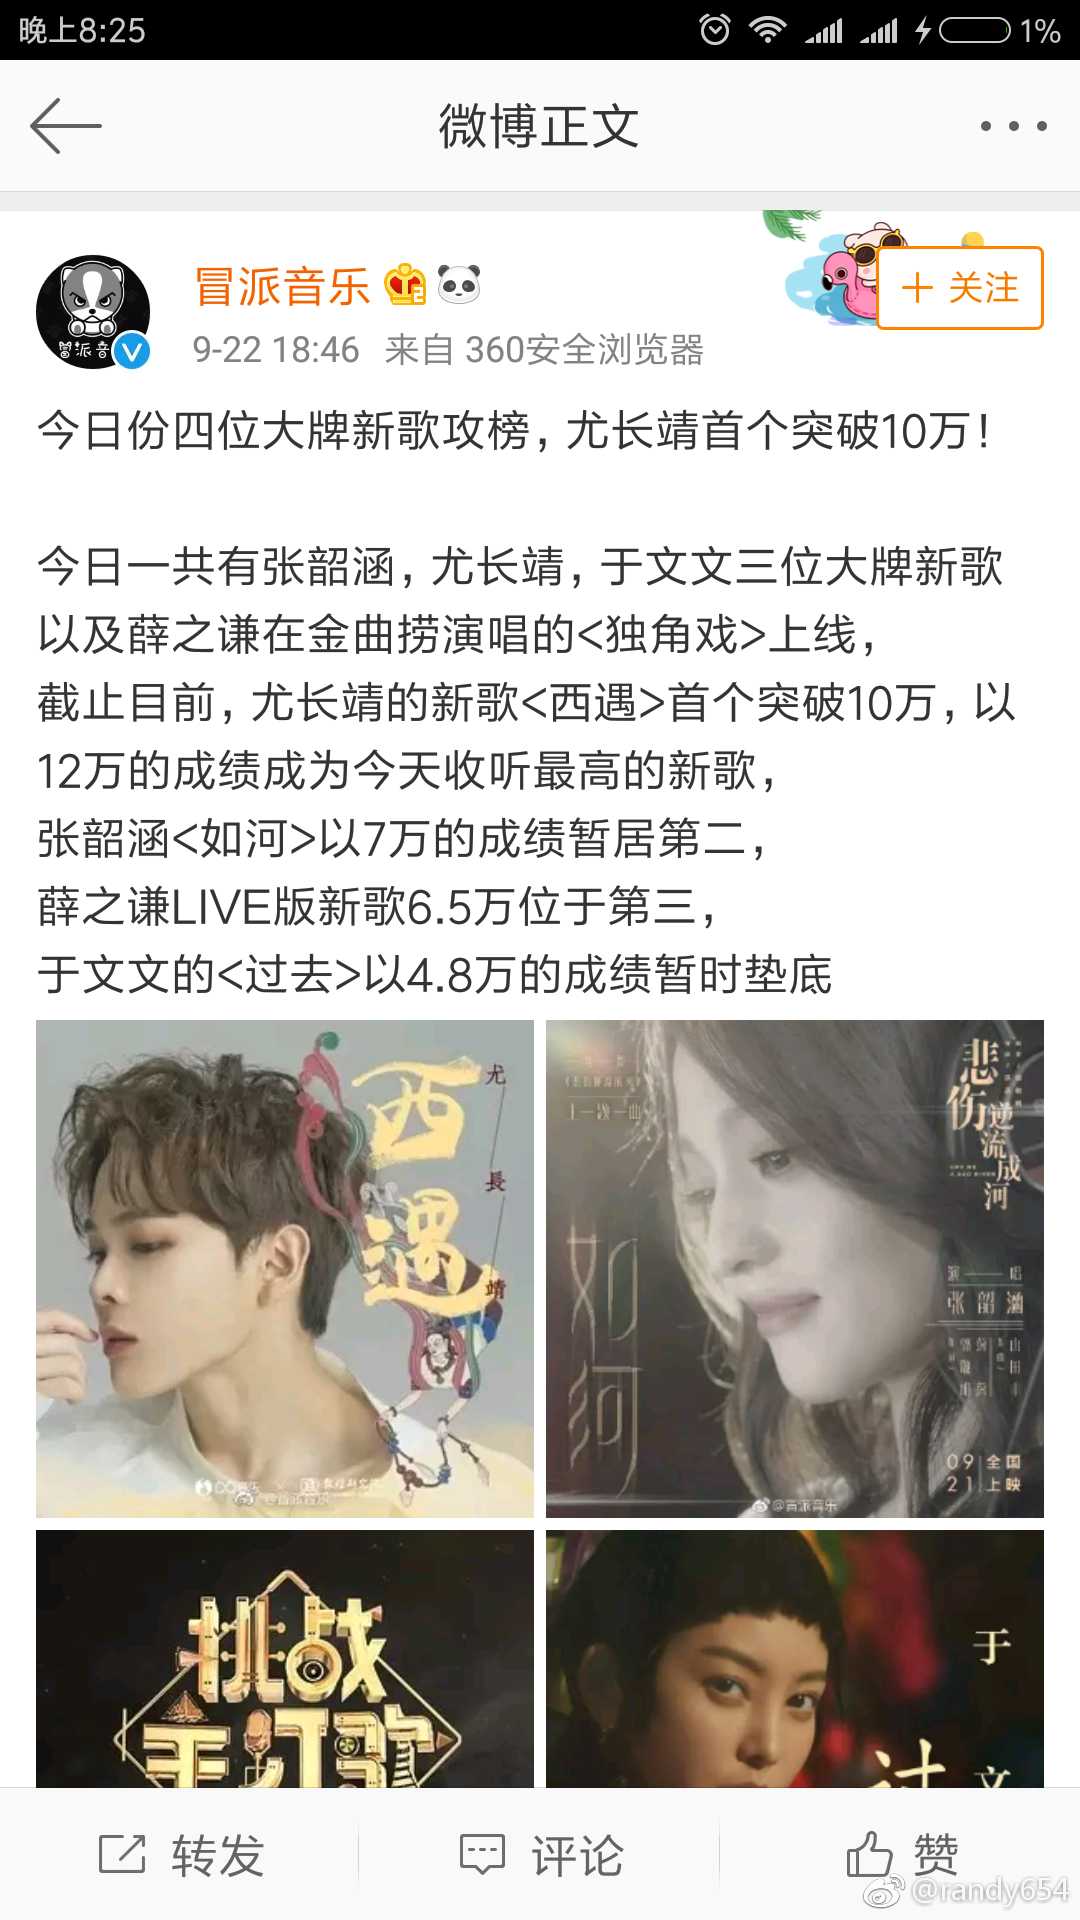 晚上8:25
1%
微博正文
冒派音乐
关注
9-22 18:46 来自 360安全浏览器
冒派音
今日份四位大牌新歌攻榜，尤长靖首个突破10万！
今日一共有张韶涵，尤长靖，于文文三位大牌新歌
以及薛之谦在金曲捞演唱的<独角戏>上线，
截止目前，尤长靖的新歌<西遇>首个突破10万，以
12万的成绩成为今天收听最高的新歌，
张韶涵<如河>以7万的成绩暂居第二，
薛之谦LIVE版新歌6.5万位于第三，
于文文的<过去>以4.8万的成绩暂时垫底
西遇
尤長靖
悲伤逆流成河
如河
演唱
张韶涵
09 全国
21 上映
@冒派音乐
挑战
于文
过
转发
评论
赞
@randy654